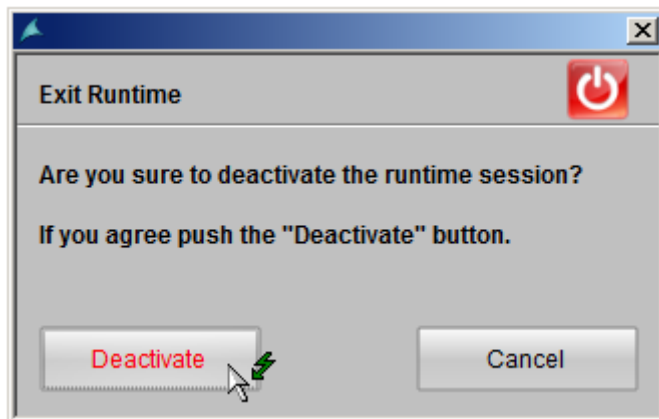 Exit Runtime
Are you sure to deactivate the runtime session?
If you agree push the "Deactivate" button.
Deactivate
Cancel